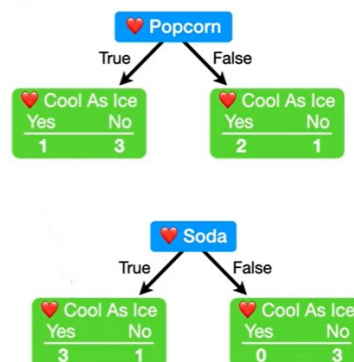 ❤️ Popcorn
True False
❤️ Cool As Ice ❤️ Cool As Ice
Yes No Yes No
1 3 2 1
❤️ Soda
True False
❤️ Cool As Ice ❤️ Cool As Ice
Yes No Yes No
3 1 0 3